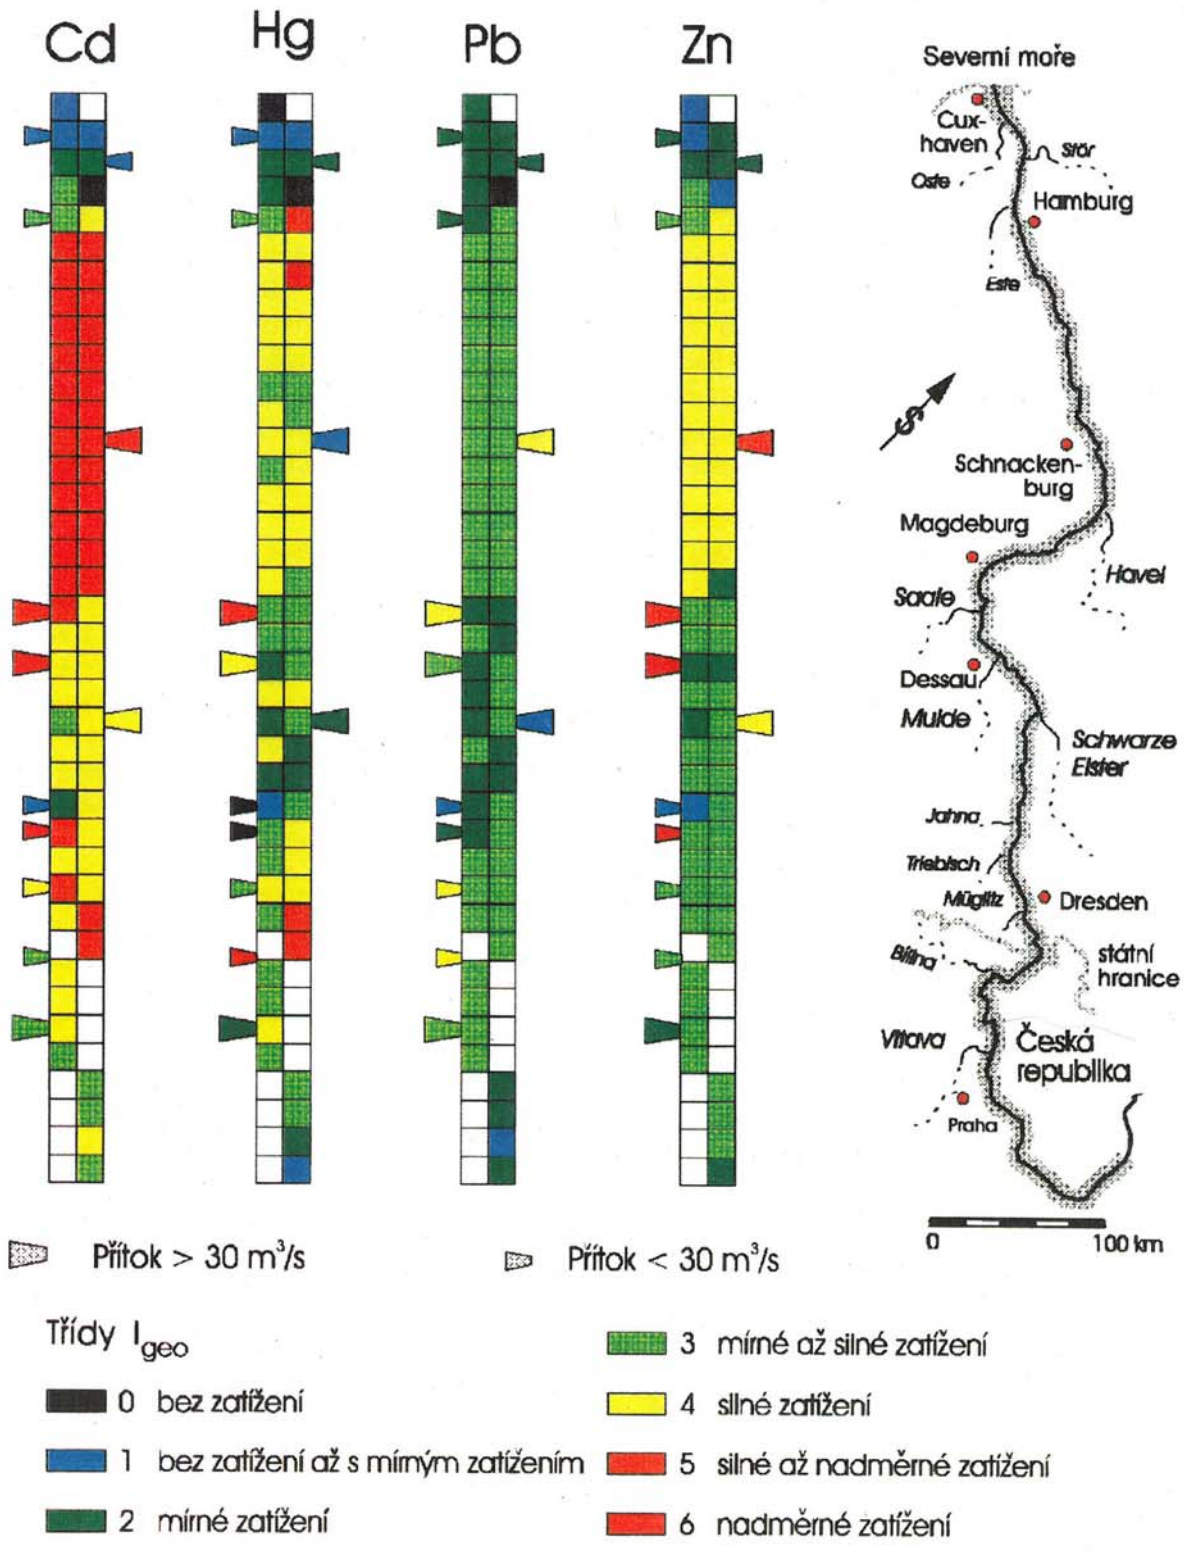 Cd
Hg
Pb
Zn
Severní moře
Cux-
haven
Stör
Oste
Hamburg
Este
S
Schnacken-
burg
Magdeburg
Havel
Saale
Dessau
Mulde
Schwarze
Elster
Jahna
Triebisch
Müglitz
Dresden
Bílina
státní
hranice
Vltava
Česká
republika
Praha
0
100 km
Přítok > 30 m³/s
Přítok < 30 m³/s
Třídy I geo
0 bez zatížení
1 bez zatížení až s mírným zatížením
2 mírné zatížení
3 mírné až silné zatížení
4 silné zatížení
5 silné až nadměrné zatížení
6 nadměrné zatížení